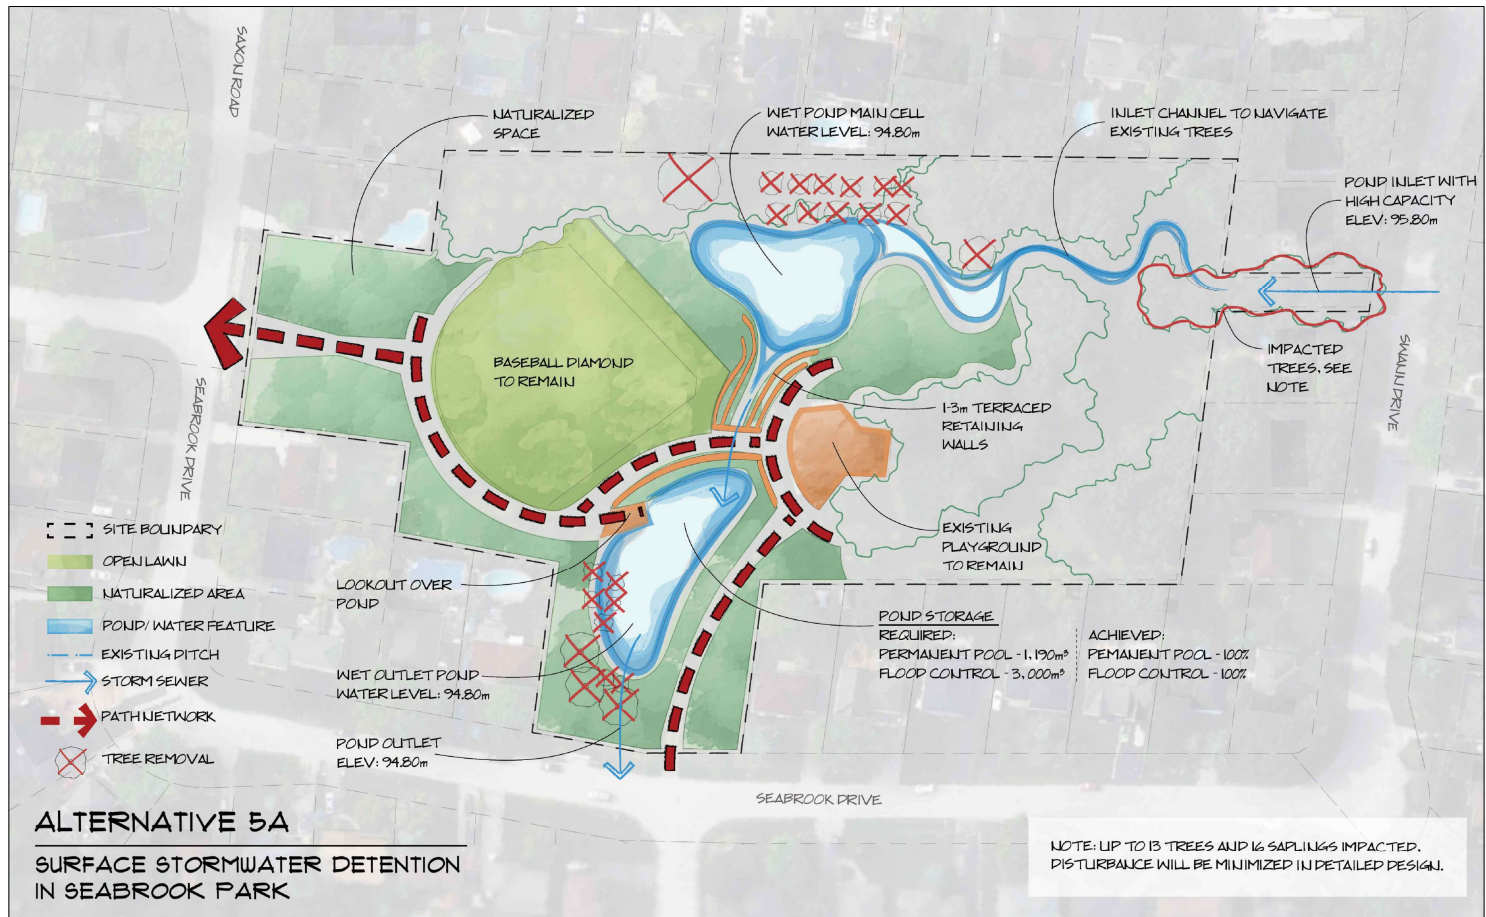 SAXON ROAD
NATURALIZED
SPACE
WET POND MAIN CELL
WATER LEVEL: 94.80m
INLET CHANNEL TO NAVIGATE
EXISTING TREES
POND INLET WITH
HIGH CAPACITY
ELEV: 95.80m
BASEBALL DIAMOND
TO REMAIN
IMPACTED
TREES, SEE
NOTE
SWANN DRIVE
1-3m TERRACED
RETAINING
WALLS
SEABROOK DRIVE
EXISTING
PLAYGROUND
TO REMAIN
SITE BOUNDARY
OPEN LAWN
NATURALIZED AREA
POND/ WATER FEATURE
EXISTING DITCH
STORM SEWER
PATH NETWORK
TREE REMOVAL
LOOKOUT OVER
POND
WET OUTLET POND
WATER LEVEL: 94.80m
POND OUTLET
ELEV: 94.80m
POND STORAGE
REQUIRED:
PERMANENT POOL - 1,190m³
FLOOD CONTROL - 3,000m³
ACHIEVED:
PEMANENT POOL - 100%
FLOOD CONTROL - 100%
SEABROOK DRIVE
ALTERNATIVE 5A
SURFACE STORMWATER DETENTION
IN SEABROOK PARK
NOTE: UP TO 13 TREES AND 16 SAPLINGS IMPACTED.
DISTURBANCE WILL BE MINIMIZED IN DETAILED DESIGN.